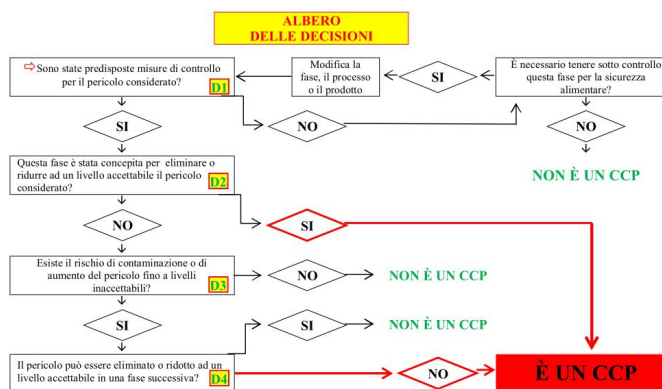 ALBERO
DELLE DECISIONI
⇨Sono state predisposte misure di controllo
per il pericolo considerato?
D1
Modifica la
fase, il processo
o il prodotto
SI
È necessario tenere sotto controllo
questa fase per la sicurezza
alimentare?
SI
NO
NO
NON È UN CCP
Questa fase è stata concepita per eliminare o
ridurre ad un livello accettabile il pericolo
considerato?
D2
NO
SI
Esiste il rischio di contaminazione o di
aumento del pericolo fino a livelli
inaccettabili?
D3
NO
NON È UN CCP
SI
SI
NON È UN CCP
Il pericolo può essere eliminato o ridotto ad un
livello accettabile in una fase successiva?
D4
NO
È UN CCP